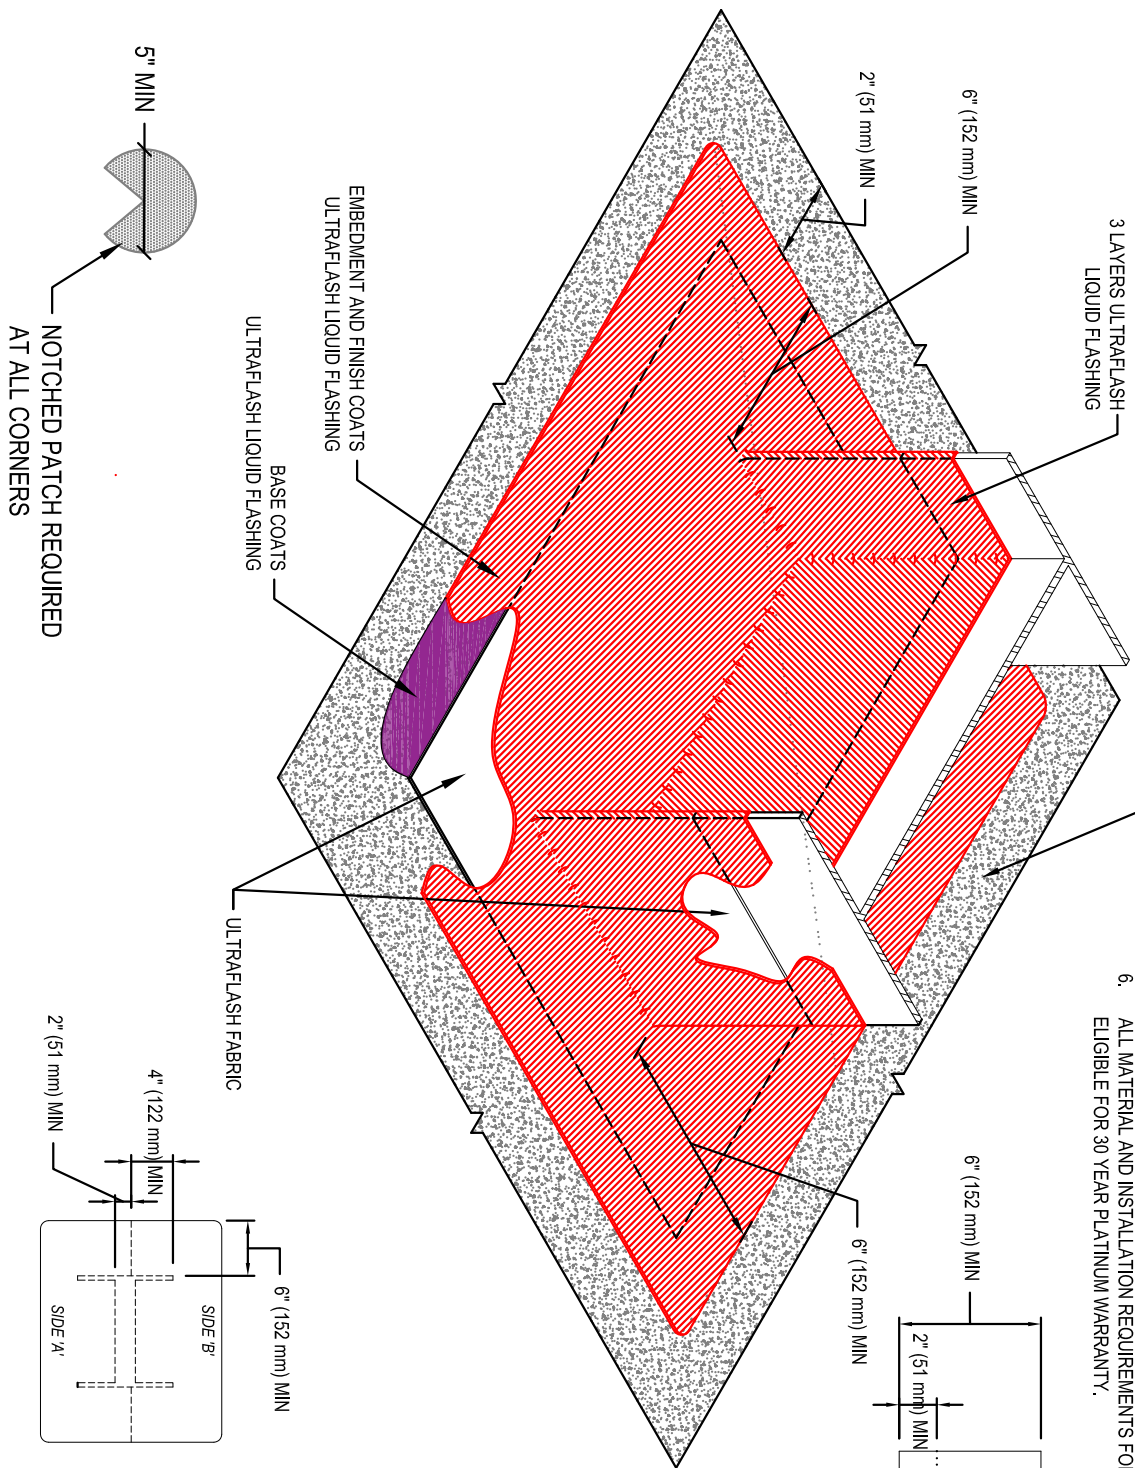 3 LAYERS ULTRAFLASH
LIQUID FLASHING
6" (152 mm) MIN
2" (51 mm) MIN
5" MIN
NOTCHED PATCH REQUIRED
AT ALL CORNERS
EMBEDMENT AND FINISH COATS
ULTRAFLASH LIQUID FLASHING
BASE COATS
ULTRAFLASH LIQUID FLASHING
ULTRAFLASH FABRIC
6. ALL MATERIAL AND INSTALLATION REQUIREMENTS FOR
ELIGIBLE FOR 30 YEAR PLATINUM WARRANTY.
6" (152 mm) MIN
6" (152 mm) MIN
2" (51 mm) MIN
...
4" (122 mm) MIN
2" (51 mm) MIN
6" (152 mm) MIN
SIDE 'B'
SIDE 'A'